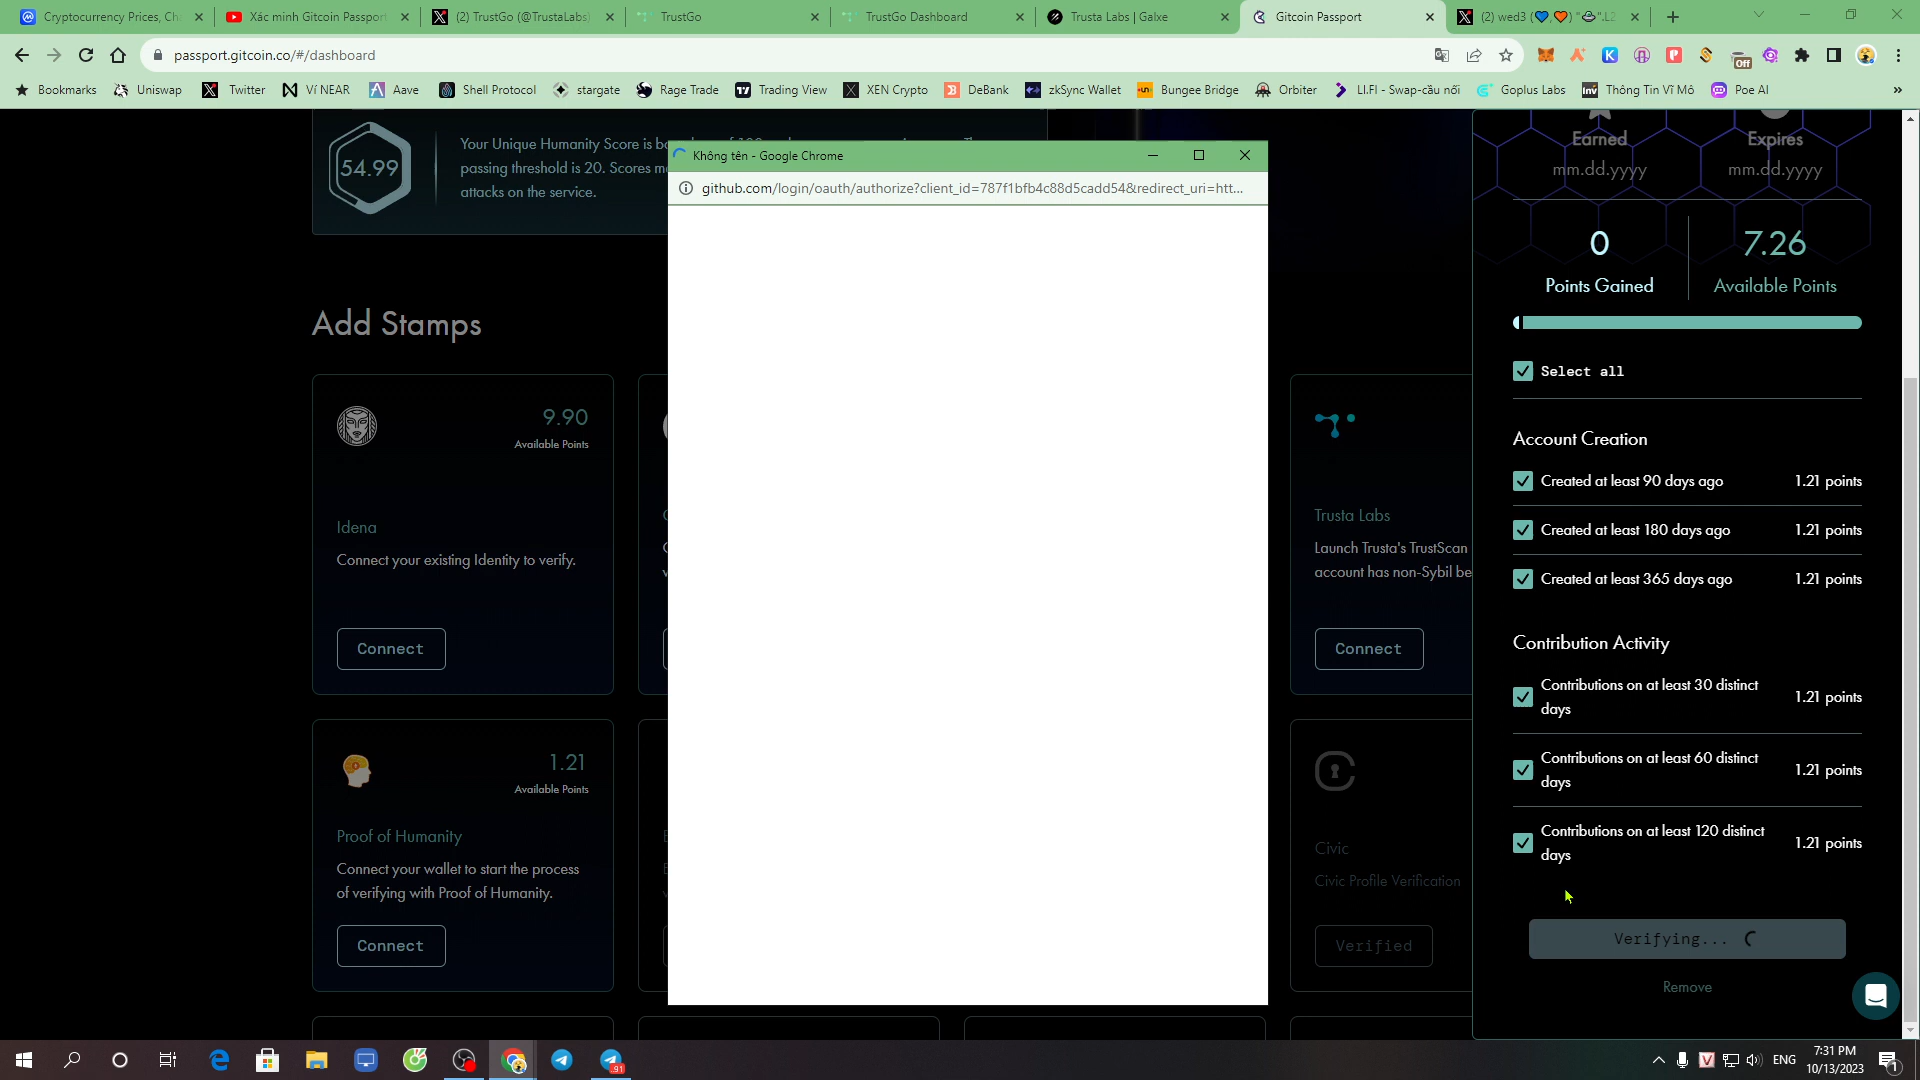 Cryptocurrency Prices, Ch
Xác minh Gitcoin Passport
(2) TrustGo (@TrustaLabs)
TrustGo
TrustGo Dashboard
Trusta Labs | Galxe
Gitcoin Passport
(2) wed3 (💙,🧡) "🍚".L2
passport.gitcoin.co/#/dashboard
Off
Bookmarks
Uniswap
Twitter
Ví NEAR
Aave
Shell Protocol
stargate
Rage Trade
Trading View
XEN Crypto
DeBank
zkSync Wallet
Bungee Bridge
Orbiter
LI.FI - Swap-cầu nối
Goplus Labs
Thông Tin Vĩ Mô
Poe AI
»
54.99
Your Unique Humanity Score is
passing threshold is 20. Scores
attacks on the service.
Add Stamps
9.90
Available Points
Idena
Connect your existing Identity to verify.
Connect
1.21
Available Points
Proof of Humanity
Connect your wallet to start the process
of verifying with Proof of Humanity.
Connect
Không tên - Google Chrome
github.com/login/oauth/authorize?client_id=787f1bfb4c88d5cadd54&redirect_uri=htt...
Trusta Labs
Launch Trusta's TrustScan
account has non-Sybil be
Connect
Civic
Civic Profile Verification
Verified
Earned
mm.dd.yyyy
Expires
mm.dd.yyyy
0
Points Gained
7.26
Available Points
Select all
Account Creation
Created at least 90 days ago 1.21 points
Created at least 180 days ago 1.21 points
Created at least 365 days ago 1.21 points
Contribution Activity
Contributions on at least 30 distinct
days
1.21 points
Contributions on at least 60 distinct
days
1.21 points
Contributions on at least 120 distinct
days
1.21 points
Verifying...
Remove
91
ENG
7:31 PM
10/13/2023
1